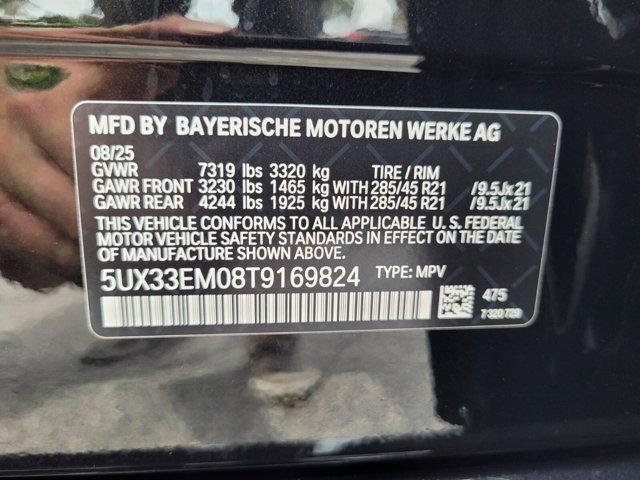 MFD BY BAYERISCHE MOTOREN WERKE AG
08/25
GVWR 7319 lbs 3320 kg TIRE / RIM
GAWR FRONT 3230 lbs 1465 kg WITH 285/45 R21 /9.5Jx21
GAWR REAR 4244 lbs 1925 kg WITH 285/45 R21 /9.5Jx21
THIS VEHICLE CONFORMS TO ALL APPLICABLE U.S. FEDERAL
MOTOR VEHICLE SAFETY STANDARDS IN EFFECT ON THE DATE
OF MANUFACTURE SHOWN ABOVE.
5UX33EM08T9169824 TYPE: MPV
475
7 320 729